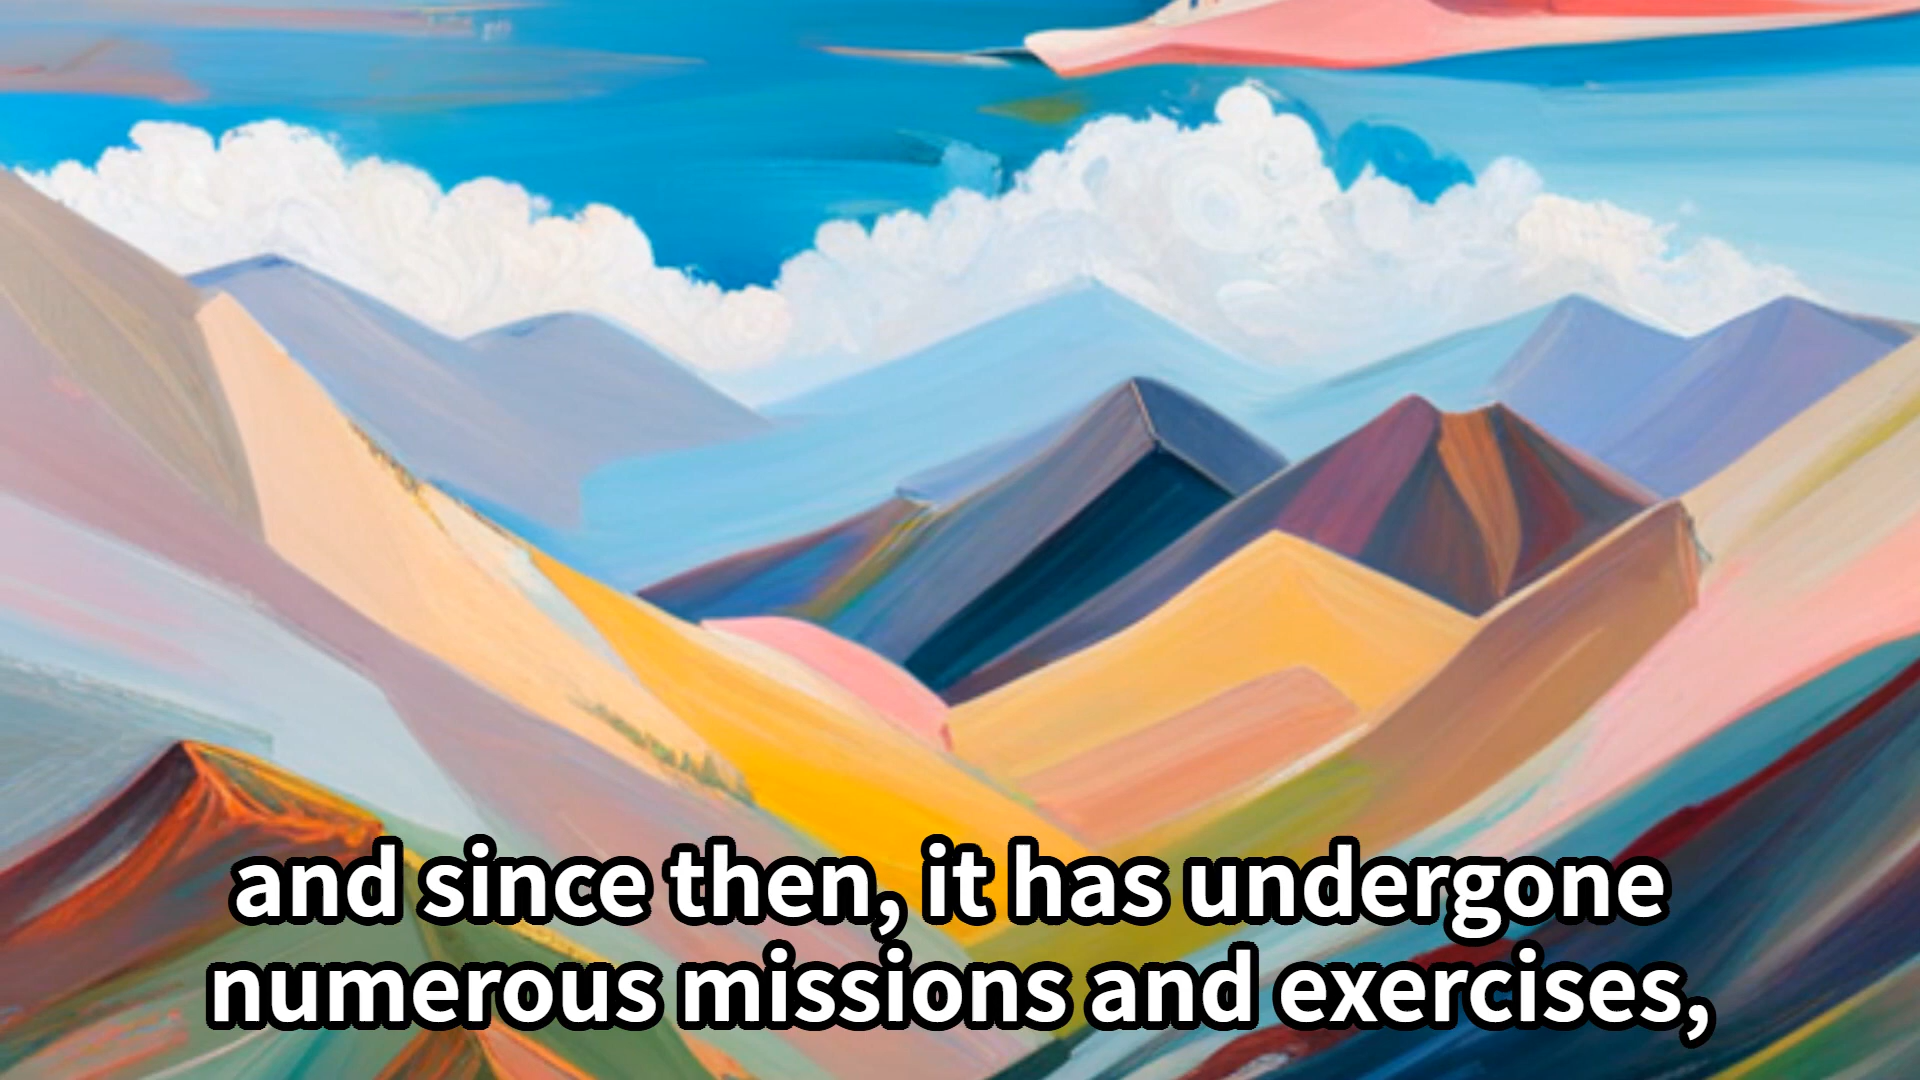 and since then, it has undergone
numerous missions and exercises,